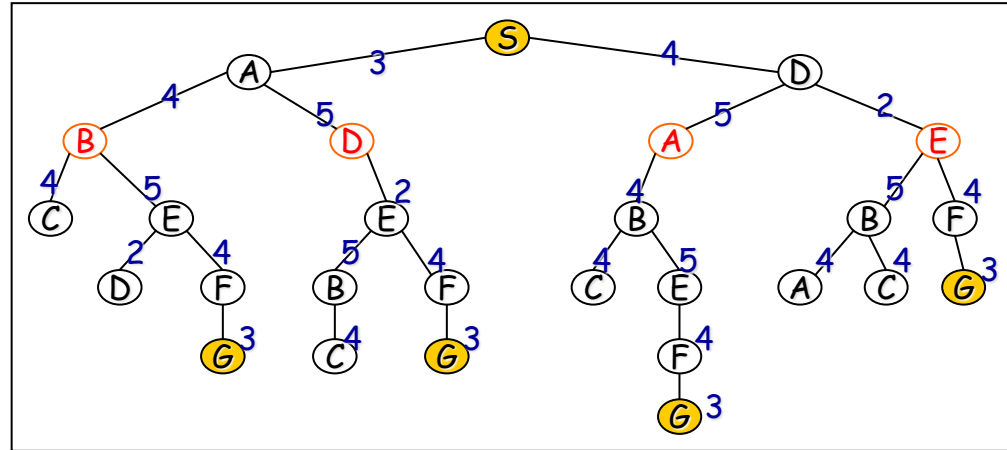 S
3 4
A D
4 5 5 2
B D A E
4 5 2 4 5 4
C E E B B F
2 4 5 4 4 5 4 4 3
D F B F C E A C G
3 4 3 4
G C G F
3
G